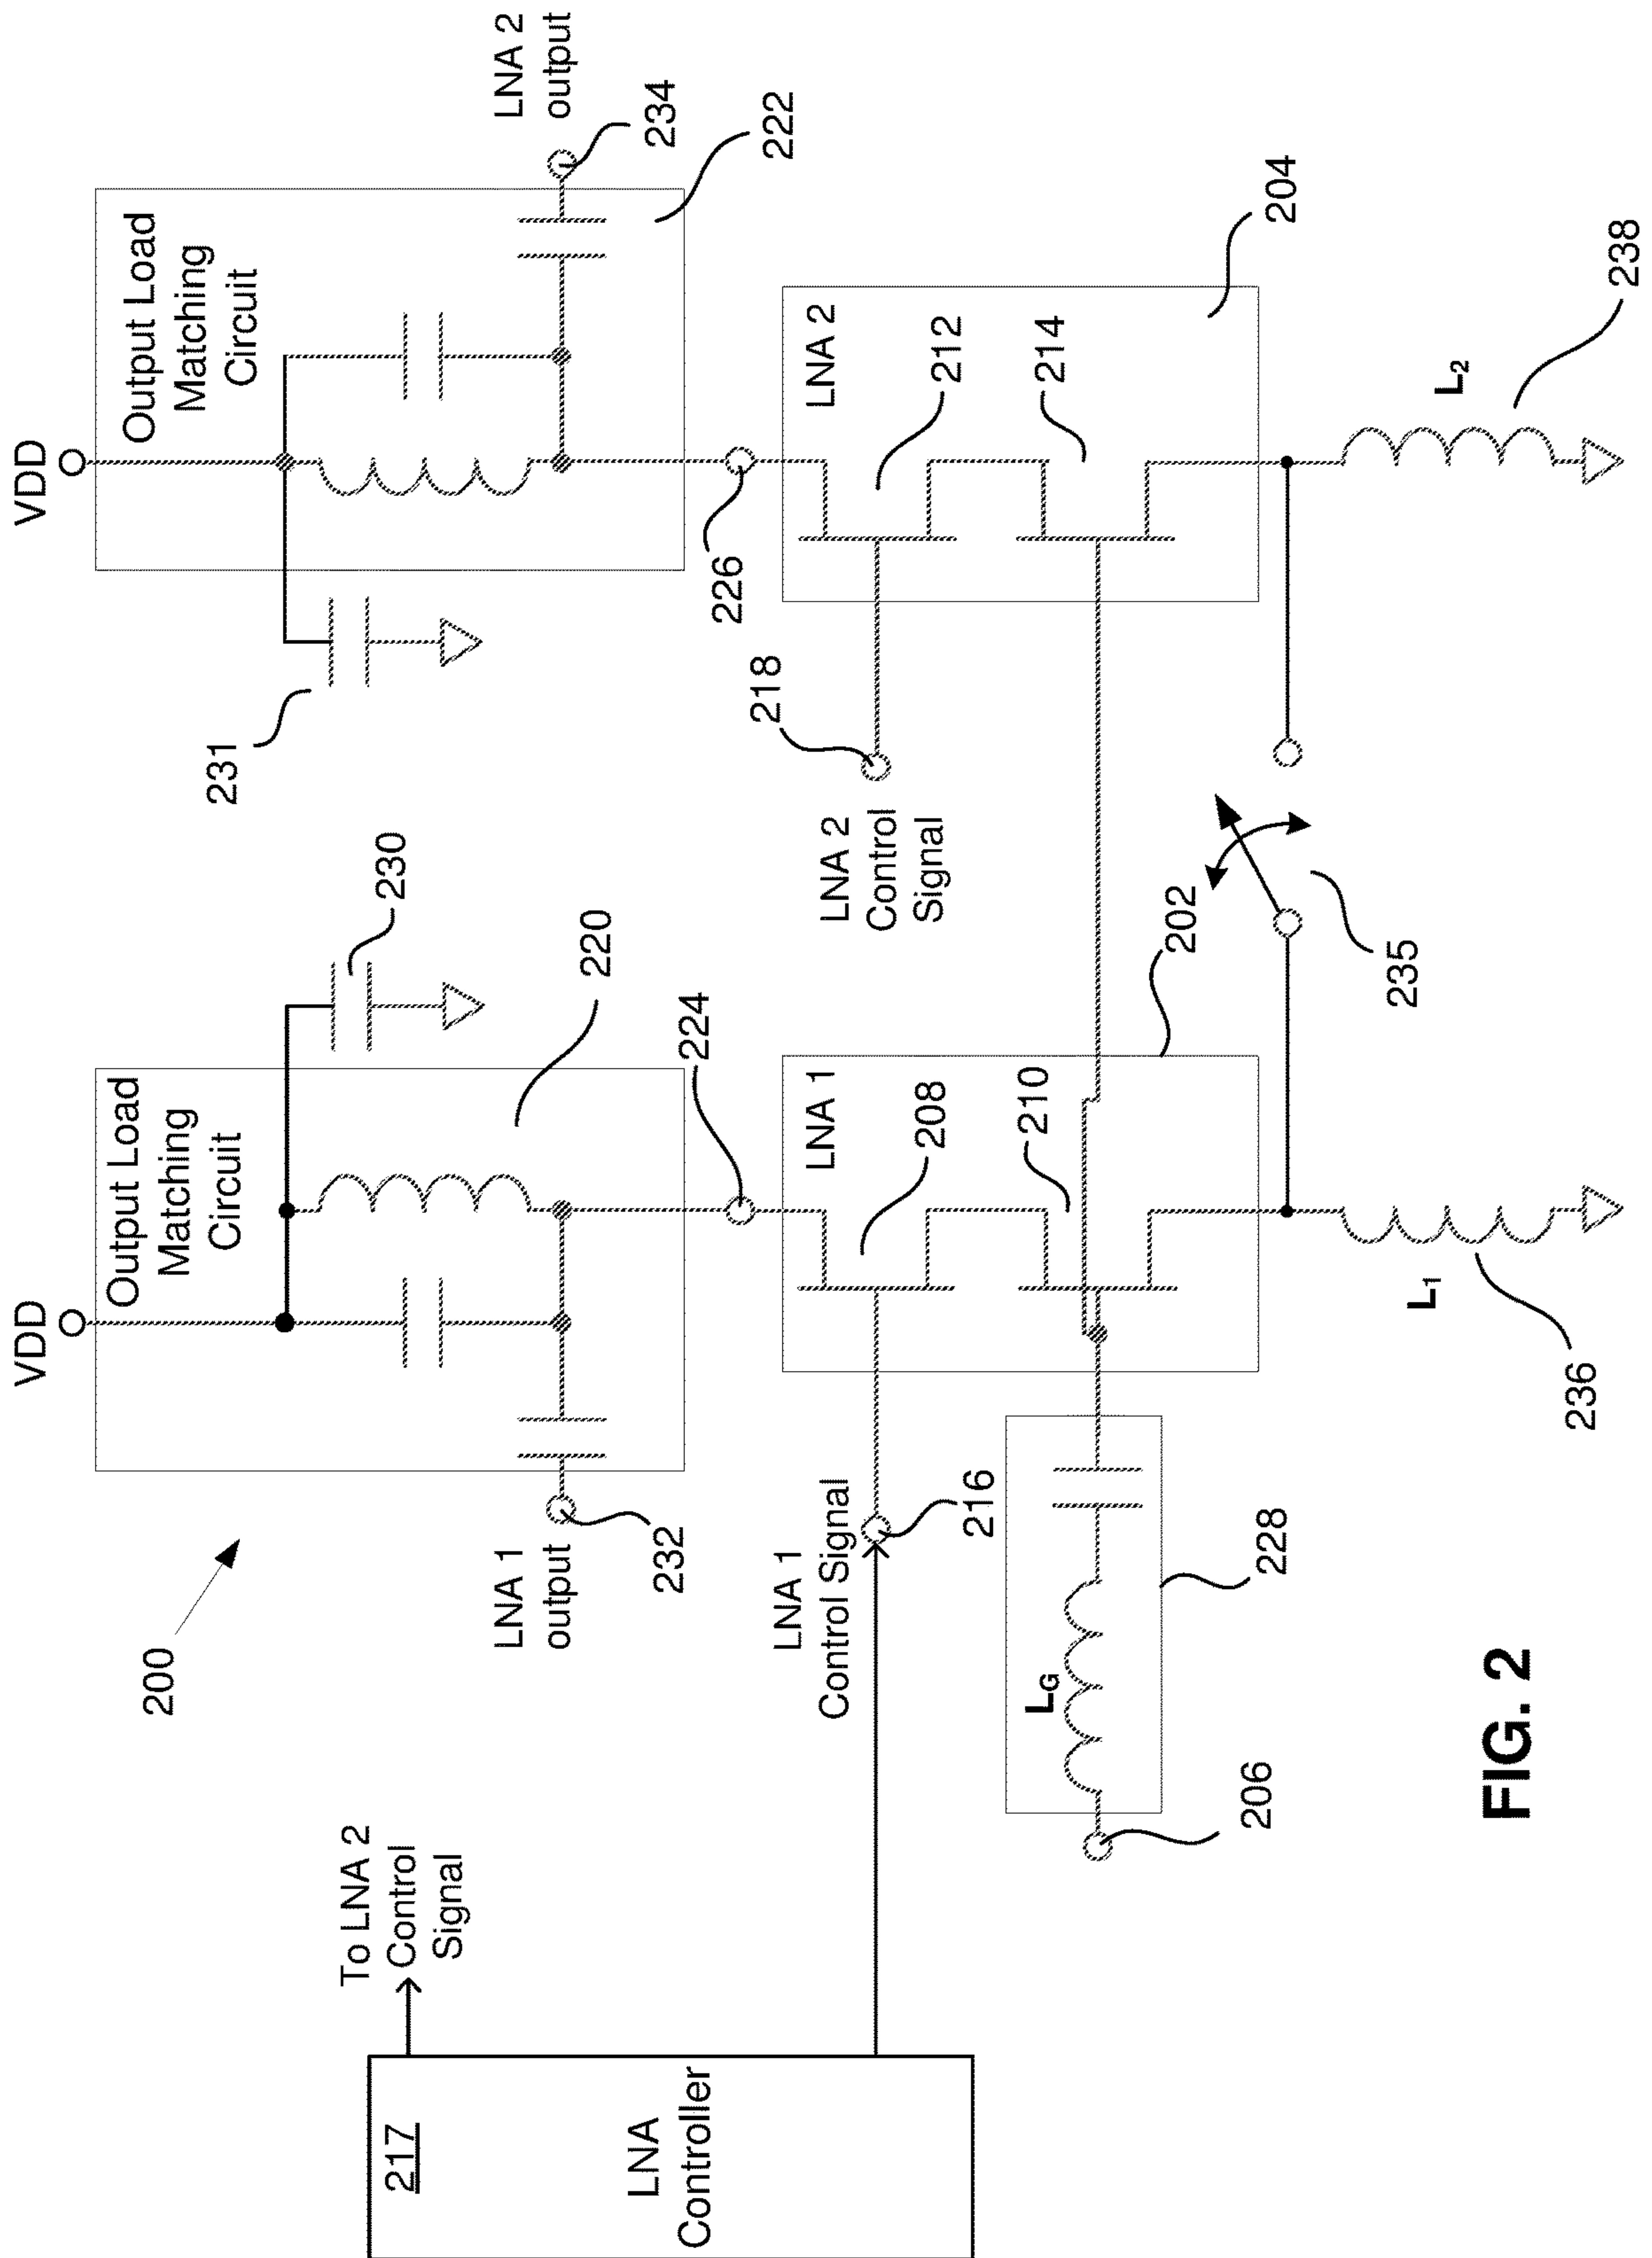 200
VDD
VDD
Output Load
Matching
Circuit
230
231
Output Load
Matching
Circuit
220
222
LNA 1
output
232
LNA 2
output
234
224
226
To LNA 2
Control
Signal
217
LNA
Controller
LNA 1
Control Signal
216
LNA 1
208
210
202
LNA 2
Control
Signal
218
LNA 2
212
214
204
LG
206
228
235
L1
236
L2
238
FIG. 2